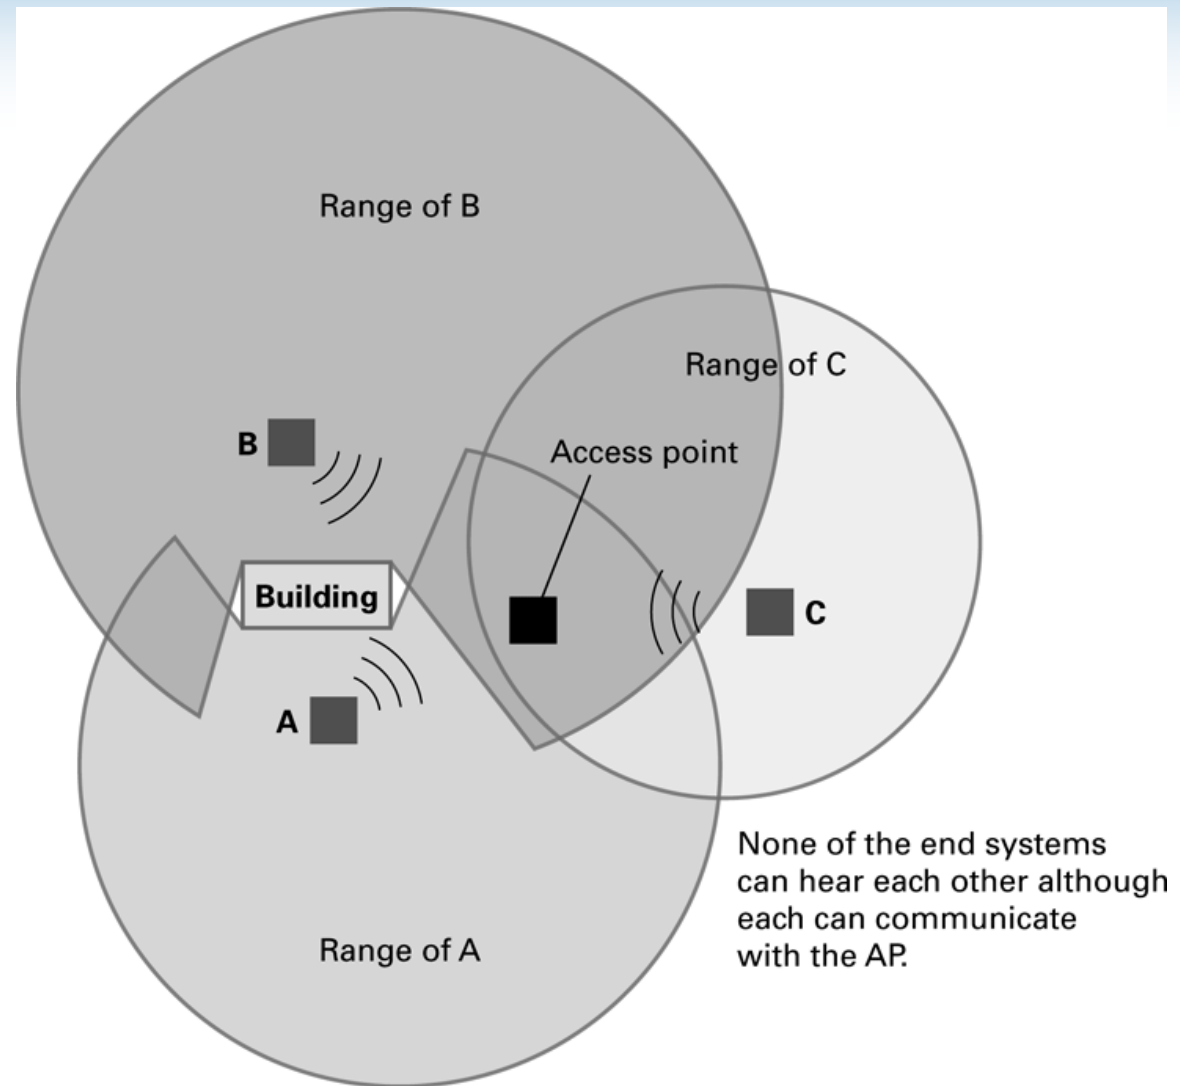 Range of B
Range of C
B
Access point
Building
C
A
None of the end systems
can hear each other although
each can communicate
with the AP.
Range of A